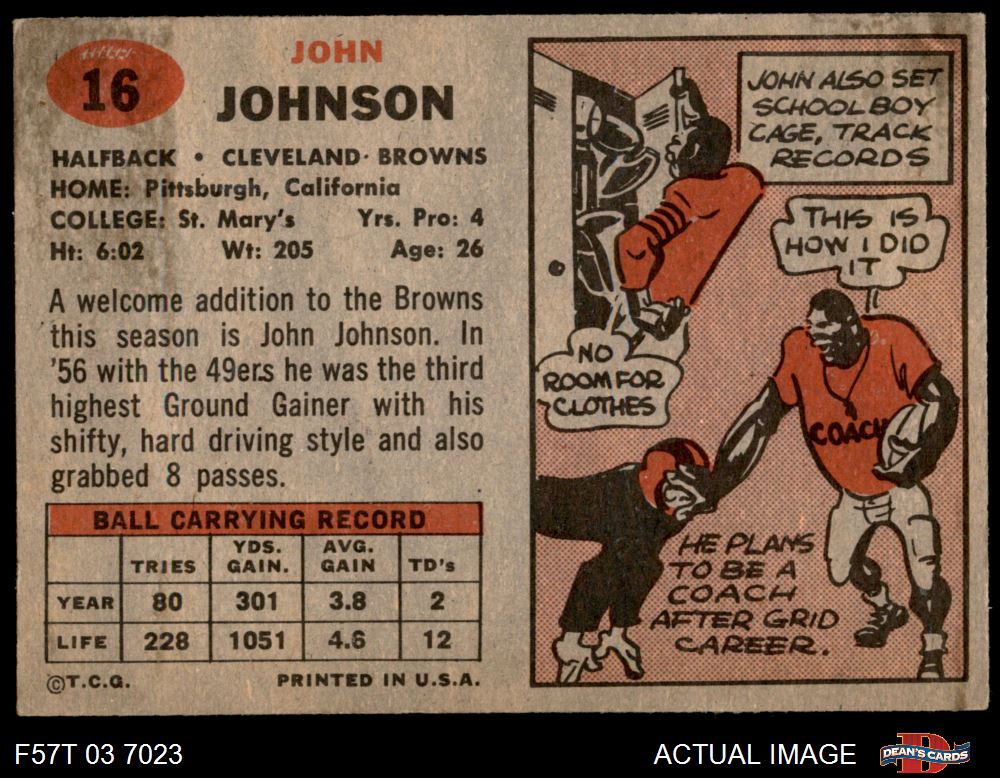 16
JOHN
JOHNSON
HALFBACK • CLEVELAND BROWNS
HOME: Pittsburgh, California
COLLEGE: St. Mary's Yrs. Pro: 4
Ht: 6:02 Wt: 205 Age: 26
A welcome addition to the Browns
this season is John Johnson. In
'56 with the 49ers he was the third
highest Ground Gainer with his
shifty, hard driving style and also
grabbed 8 passes.
BALL CARRYING RECORD
TRIES YDS. GAIN. AVG. GAIN TD's
YEAR 80 301 3.8 2
LIFE 228 1051 4.6 12
©T.C.G. PRINTED IN U.S.A.
JOHN ALSO SET
SCHOOLBOY
CAGE, TRACK
RECORDS
NO
ROOM FOR
CLOTHES
THIS IS
HOW I DID
IT
COACH
HE PLANS
TO BE A
COACH
AFTER GRID
CAREER.
F57T 03 7023
ACTUAL IMAGE
DEAN'S CARDS